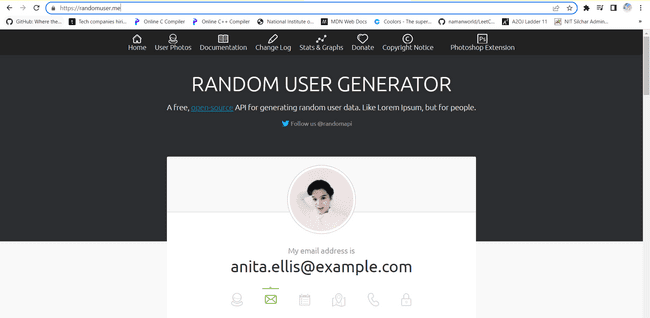 https://randomuser.me
GitHub: Where the... Tech companies hirin... Online C Compiler Online C++ Compiler National Institute o... MDN Web Docs Coolors - The super... namanworld/LeetC... A2OJ Ladder 11 NIT Silchar Admin...
Home User Photos Documentation Change Log Stats & Graphs Donate Copyright Notice Photoshop Extension
RANDOM USER GENERATOR
A free, open-source API for generating random user data. Like Lorem Ipsum, but for people.
Follow us @randomapi
My email address is
anita.ellis@example.com